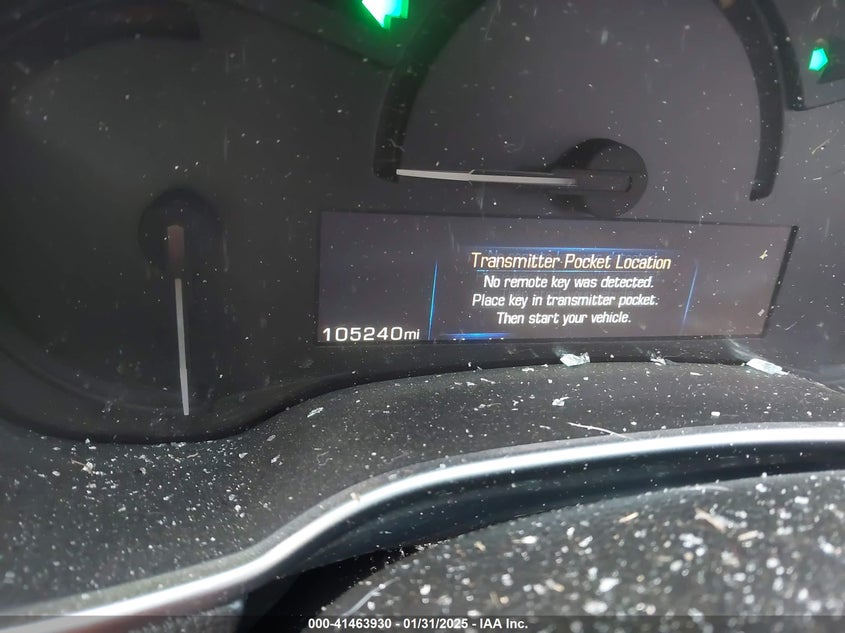 Transmitter Pocket Location
No remote key was detected.
Place key in transmitter pocket.
Then start your vehicle.
105240mi
000-41463930 - 01/31/2025 - IAA Inc.